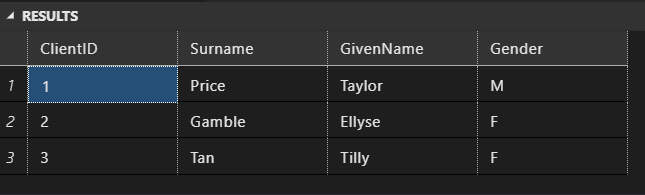 RESULTS
ClientID Surname GivenName Gender
1 1 Price Taylor M
2 2 Gamble Ellyse F
3 3 Tan Tilly F